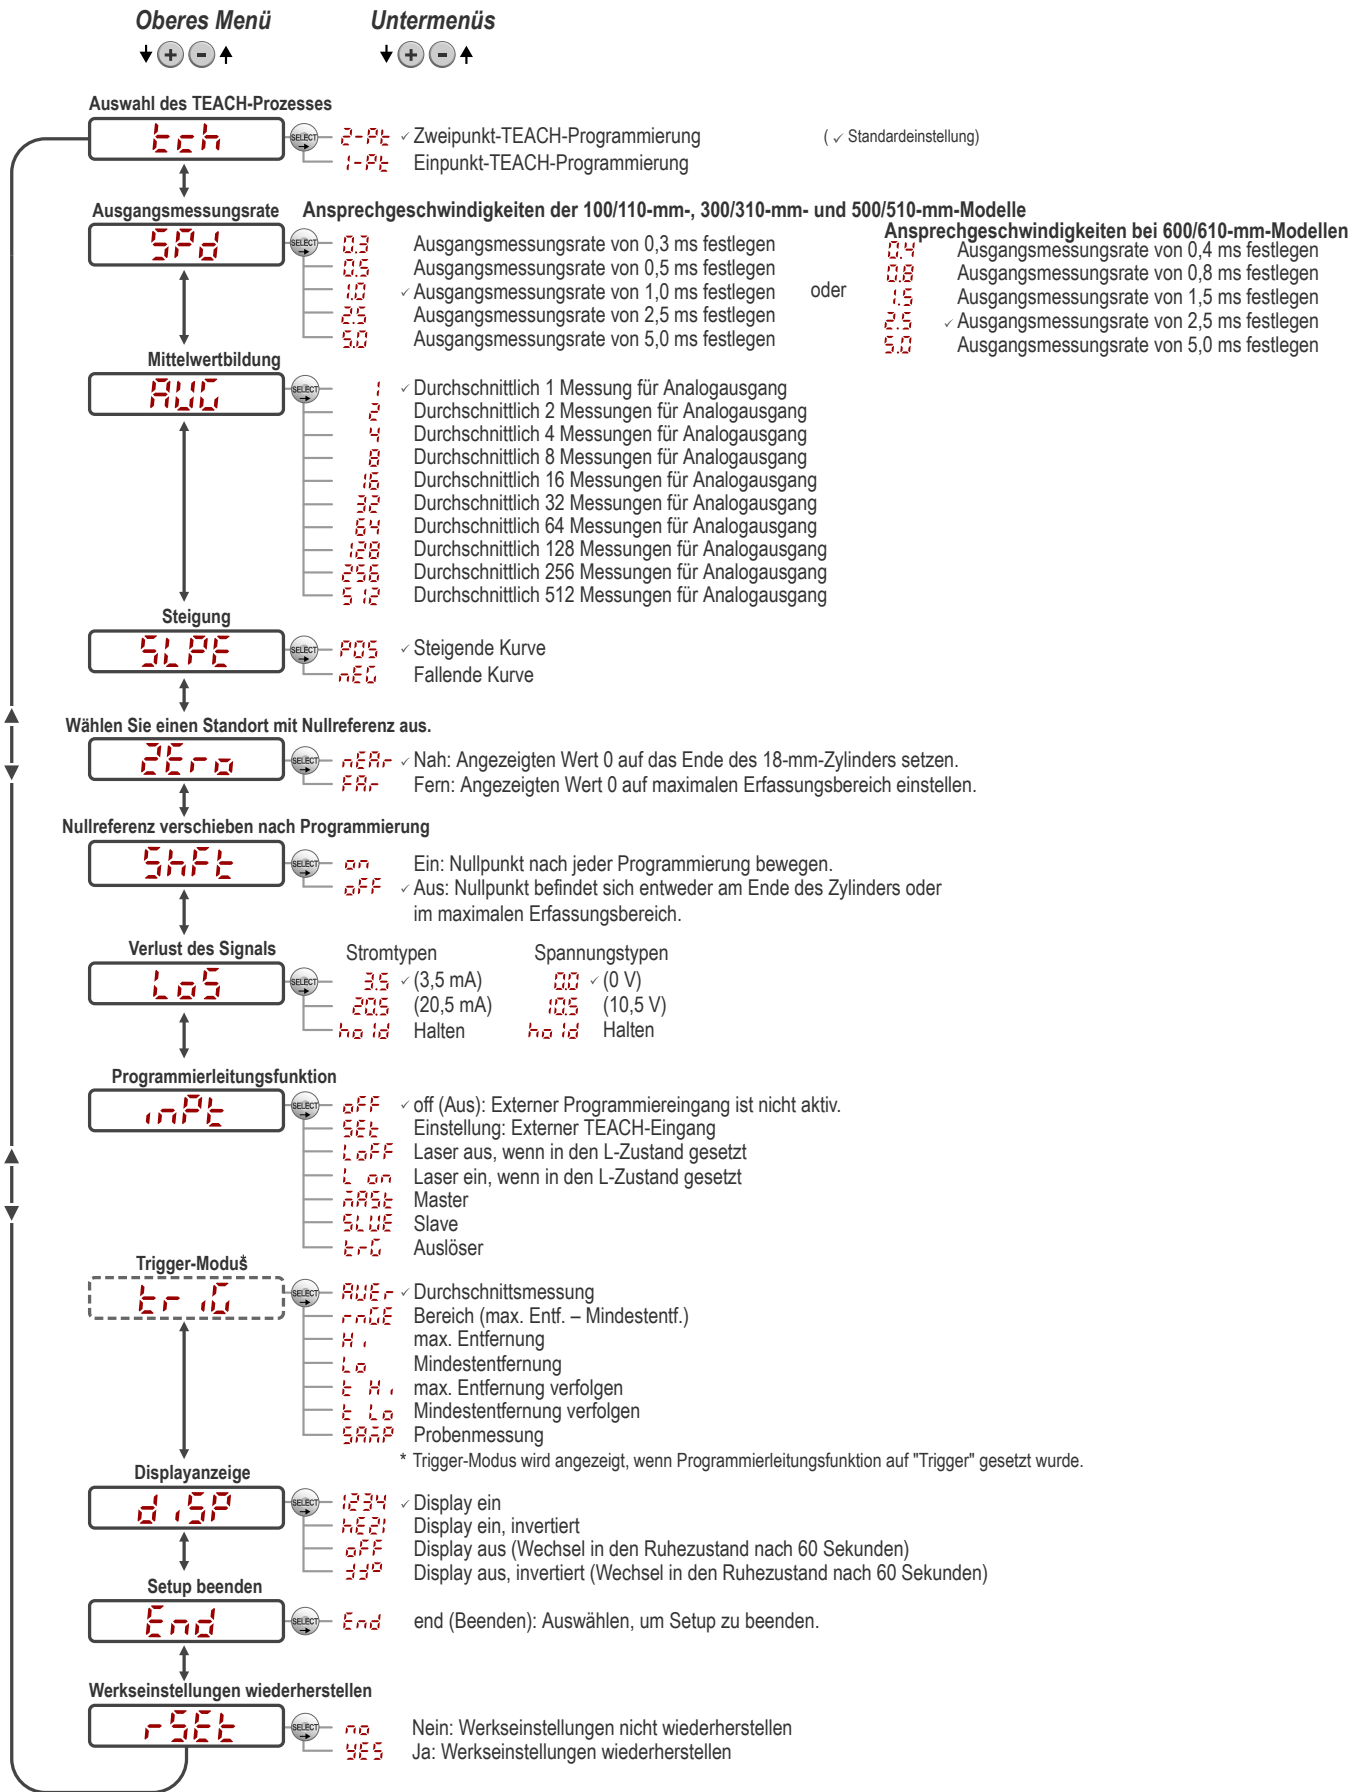 Oberes Menü
Untermenüs
+ -
+ -
Auswahl des TEACH-Prozesses
tch
SELECT
2-Pt ✓ Zweipunkt-TEACH-Programmierung
( ✓ Standardeinstellung)
1-Pt Einpunkt-TEACH-Programmierung
Ausgangsmessungsrate
SPd
SELECT
Ansprechgeschwindigkeiten der 100/110-mm-, 300/310-mm- und 500/510-mm-Modelle
0.3 Ausgangsmessungsrate von 0,3 ms festlegen
0.5 Ausgangsmessungsrate von 0,5 ms festlegen
1.0 ✓ Ausgangsmessungsrate von 1,0 ms festlegen
2.5 Ausgangsmessungsrate von 2,5 ms festlegen
5.0 Ausgangsmessungsrate von 5,0 ms festlegen
oder
Ansprechgeschwindigkeiten bei 600/610-mm-Modellen
0.4 Ausgangsmessungsrate von 0,4 ms festlegen
0.8 Ausgangsmessungsrate von 0,8 ms festlegen
1.5 Ausgangsmessungsrate von 1,5 ms festlegen
2.5 ✓ Ausgangsmessungsrate von 2,5 ms festlegen
5.0 Ausgangsmessungsrate von 5,0 ms festlegen
Mittelwertbildung
AVG
SELECT
1 ✓ Durchschnittlich 1 Messung für Analogausgang
2 Durchschnittlich 2 Messungen für Analogausgang
4 Durchschnittlich 4 Messungen für Analogausgang
8 Durchschnittlich 8 Messungen für Analogausgang
16 Durchschnittlich 16 Messungen für Analogausgang
32 Durchschnittlich 32 Messungen für Analogausgang
64 Durchschnittlich 64 Messungen für Analogausgang
128 Durchschnittlich 128 Messungen für Analogausgang
256 Durchschnittlich 256 Messungen für Analogausgang
512 Durchschnittlich 512 Messungen für Analogausgang
Steigung
SLPE
SELECT
POS ✓ Steigende Kurve
nEG Fallende Kurve
Wählen Sie einen Standort mit Nullreferenz aus.
ZEro
SELECT
nEAr ✓ Nah: Angezeigten Wert 0 auf das Ende des 18-mm-Zylinders setzen.
FAr Fern: Angezeigten Wert 0 auf maximalen Erfassungsbereich einstellen.
Nullreferenz verschieben nach Programmierung
ShFt
SELECT
on Ein: Nullpunkt nach jeder Programmierung bewegen.
oFF ✓ Aus: Nullpunkt befindet sich entweder am Ende des Zylinders oder
im maximalen Erfassungsbereich.
Verlust des Signals
LoS
SELECT
Stromtypen
3.5 ✓ (3,5 mA)
20.5 (20,5 mA)
hold Halten
Spannungstypen
0.0 ✓ (0 V)
10.5 (10,5 V)
hold Halten
Programmierleitungsfunktion
inPt
SELECT
oFF ✓ off (Aus): Externer Programmiereingang ist nicht aktiv.
SEt Einstellung: Externer TEACH-Eingang
LoFF Laser aus, wenn in den L-Zustand gesetzt
L on Laser ein, wenn in den L-Zustand gesetzt
mASt Master
SLVE Slave
trG Auslöser
Trigger-Modus*
triG
SELECT
AVEr ✓ Durchschnittsmessung
rnGE Bereich (max. Entf. – Mindestentf.)
Hi max. Entfernung
Lo Mindestentfernung
t Hi max. Entfernung verfolgen
t Lo Mindestentfernung verfolgen
SAmP Probenmessung
* Trigger-Modus wird angezeigt, wenn Programmierleitungsfunktion auf "Trigger" gesetzt wurde.
Displayanzeige
diSP
SELECT
1234 ✓ Display ein
hEZ1 Display ein, invertiert
oFF Display aus (Wechsel in den Ruhezustand nach 60 Sekunden)
Display aus, invertiert (Wechsel in den Ruhezustand nach 60 Sekunden)
Setup beenden
End
SELECT
End end (Beenden): Auswählen, um Setup zu beenden.
Werkseinstellungen wiederherstellen
rSEt
SELECT
no Nein: Werkseinstellungen nicht wiederherstellen
YES Ja: Werkseinstellungen wiederherstellen